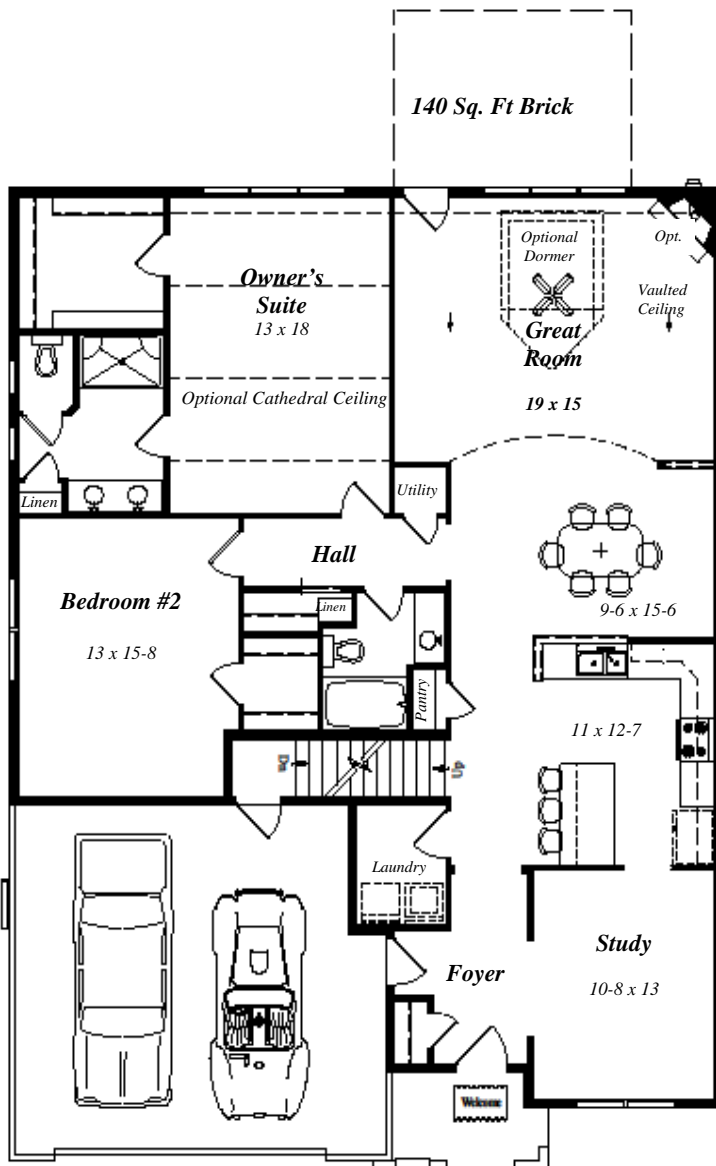 140 Sq. Ft Brick
Optional
Dormer
Opt.
Vaulted
Ceiling
Owner's
Suite
13 x 18
Great
Room
19 x 15
Optional Cathedral Ceiling
Linen
Utility
Hall
Bedroom #2
13 x 15-8
Linen
9-6 x 15-6
Pantry
11 x 12-7
Dn
Up
Laundry
Study
10-8 x 13
Foyer
Welcome